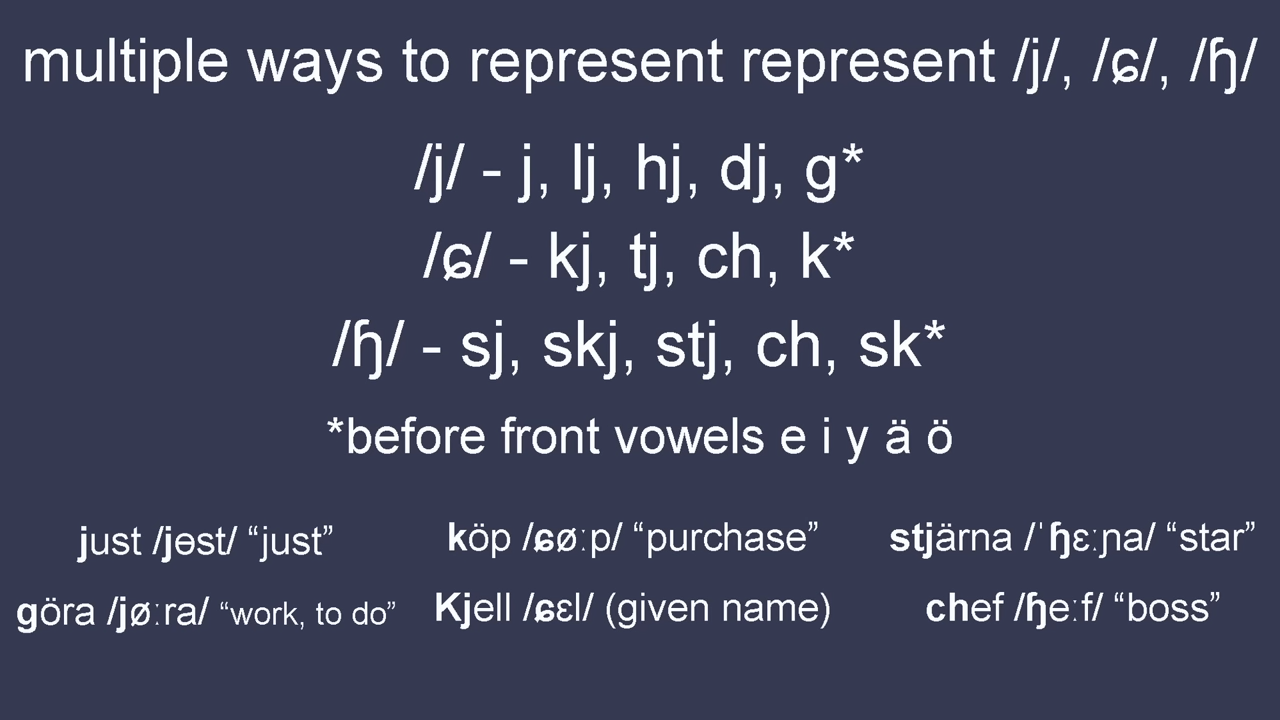 multiple ways to represent represent /j/, /ɕ/, /ɧ/
/j/ - j, lj, hj, dj, g*
/ɕ/ - kj, tj, ch, k*
/ɧ/ - sj, skj, stj, ch, sk*
*before front vowels e i y ä ö
just /jɵst/ “just”
göra /jøːra/ “work, to do”
köp /ɕøːp/ “purchase”
Kjell /ɕɛl/ (given name)
stjärna /ˈɧɛːɲa/ “star”
chef /ɧeːf/ “boss”